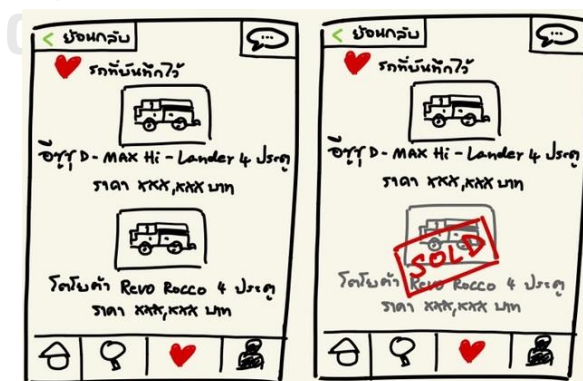 < ย้อนกลับ
รถที่บันทึกไว้
อีซูซุ D-MAX Hi-Lander 4 ประตู
ราคา xxx,xxx บาท
โตโยต้า Revo Rocco 4 ประตู
ราคา xxx,xxx บาท
< ย้อนกลับ
รถที่บันทึกไว้
อีซูซุ D-MAX Hi-Lander 4 ประตู
ราคา xxx,xxx บาท
SOLD
โตโยต้า Revo Rocco 4 ประตู
ราคา xxx,xxx บาท